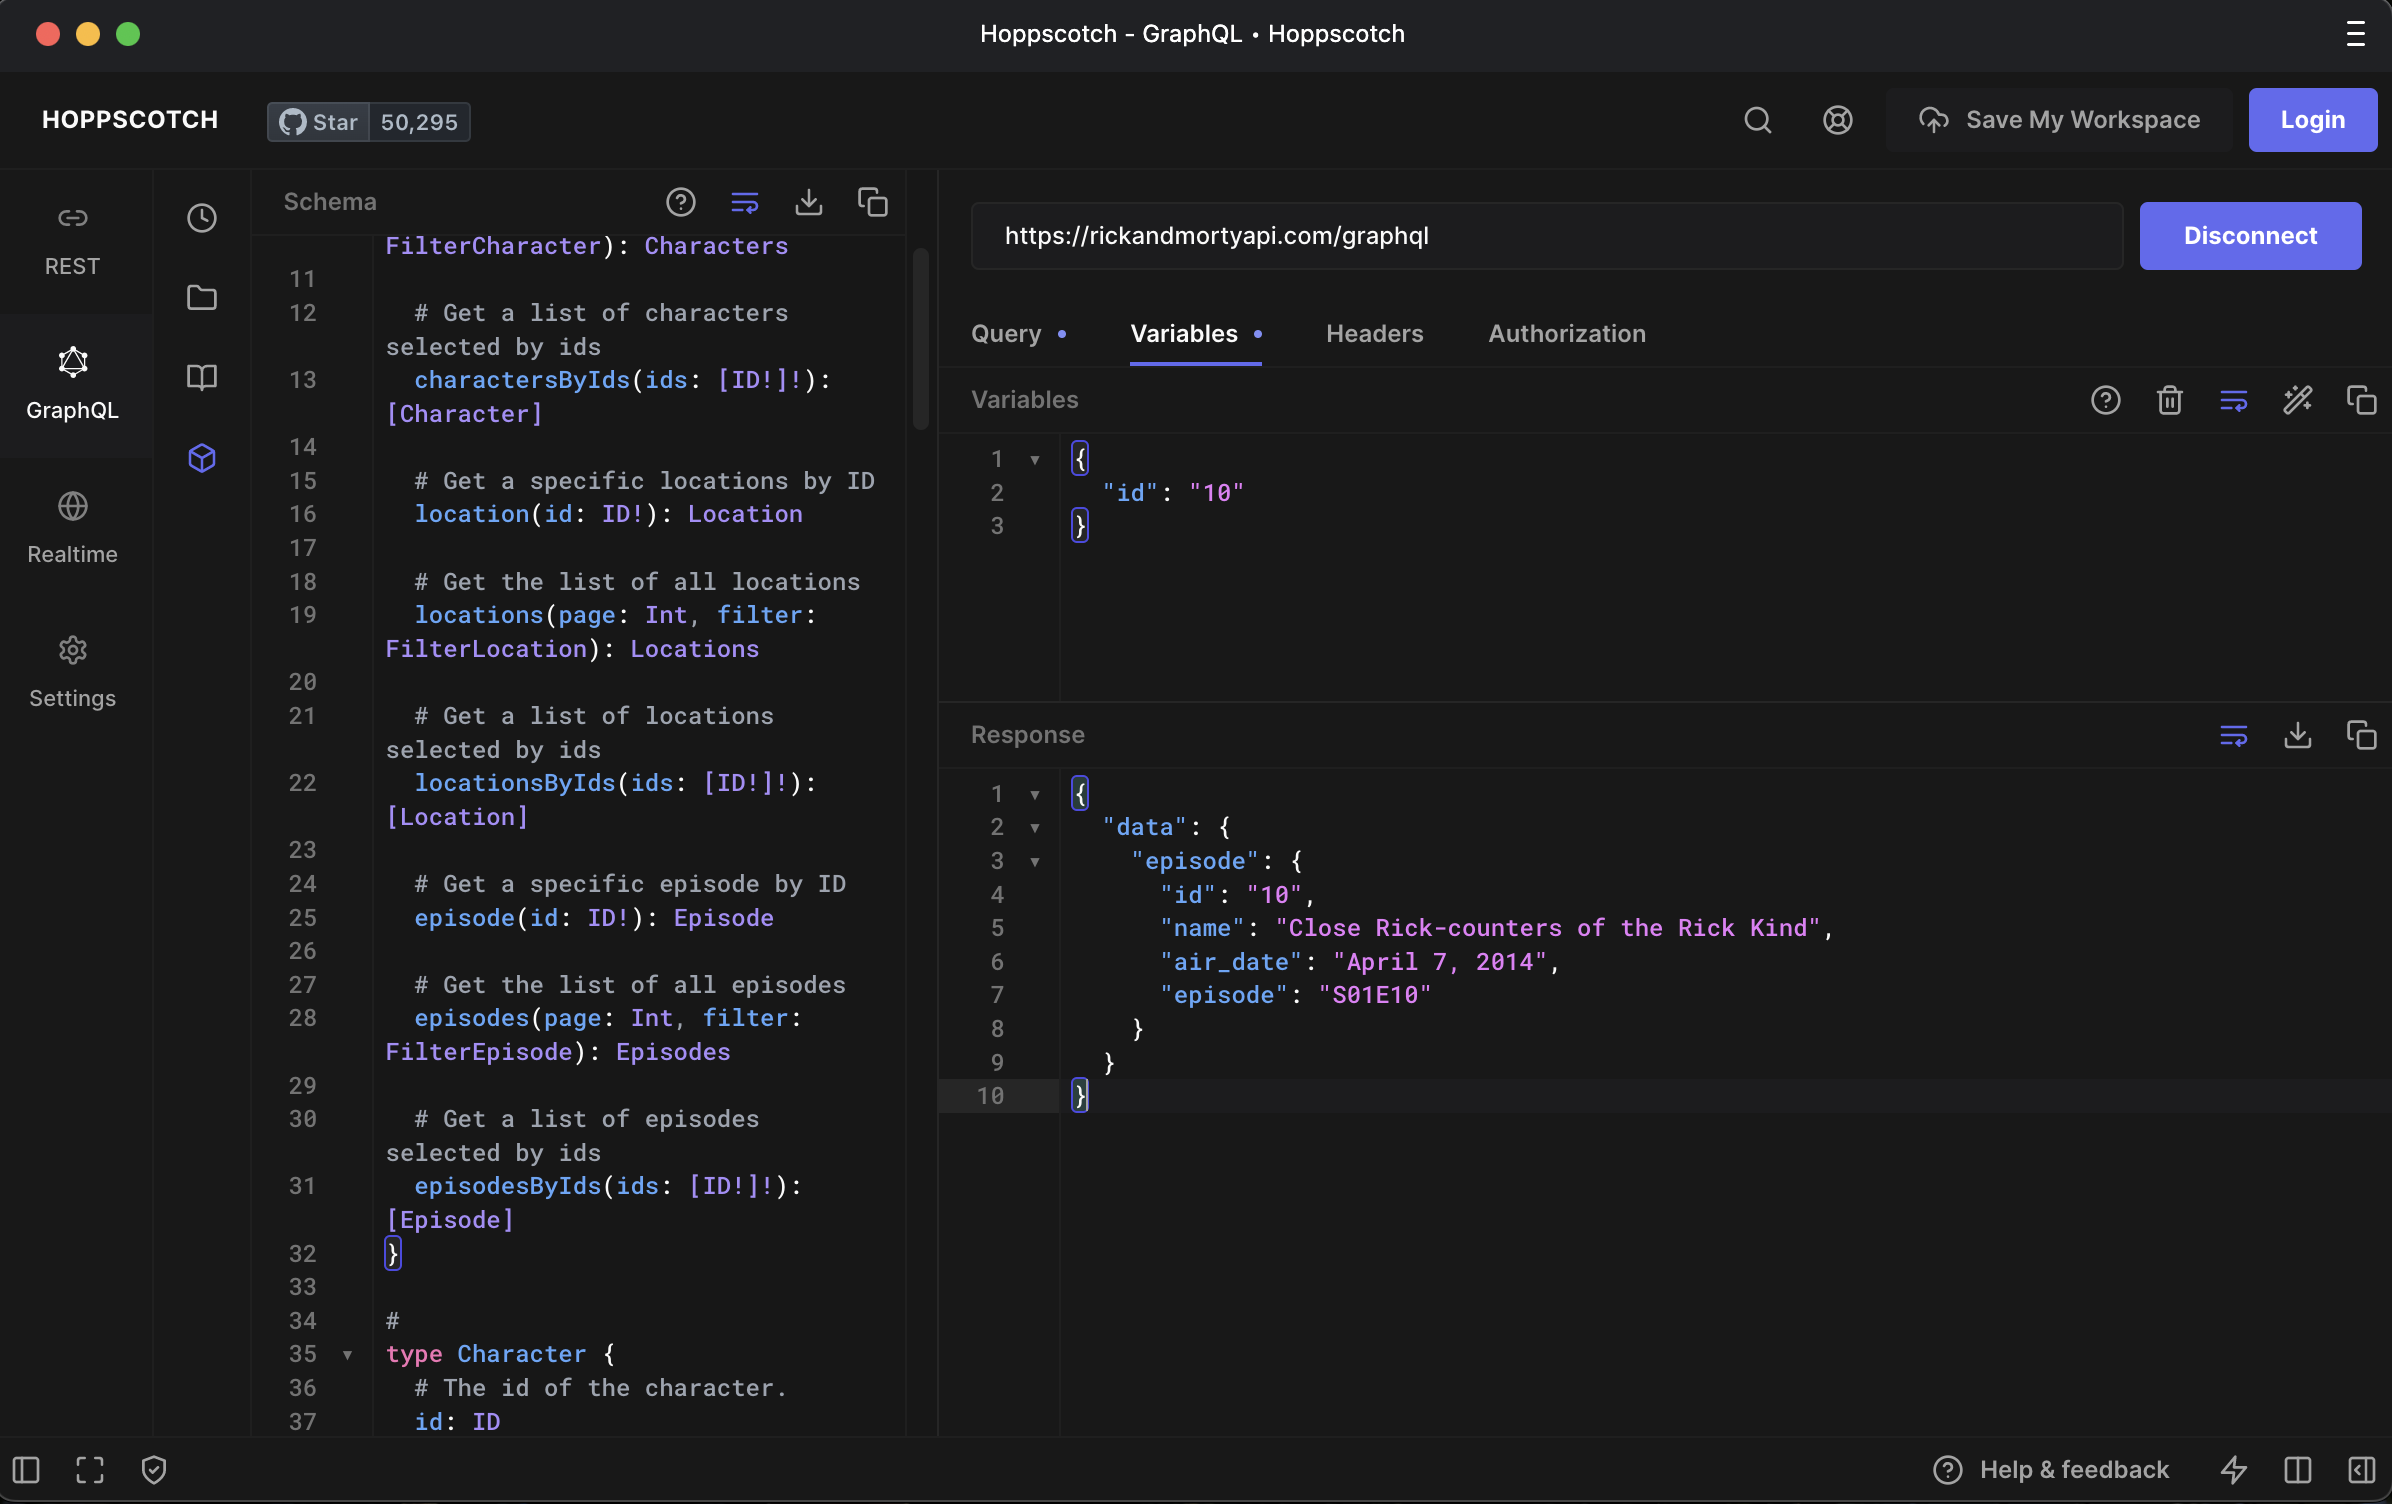 Hoppscotch - GraphQL • Hoppscotch
HOPPSCOTCH
Star 50,295
Save My Workspace
Login
REST
GraphQL
Realtime
Settings
Schema
FilterCharacter): Characters
11
12 # Get a list of characters
selected by ids
13 charactersByIds(ids: [ID!]!):
[Character]
14
15 # Get a specific locations by ID
16 location(id: ID!): Location
17
18 # Get the list of all locations
19 locations(page: Int, filter:
FilterLocation): Locations
20
21 # Get a list of locations
selected by ids
22 locationsByIds(ids: [ID!]!):
[Location]
23
24 # Get a specific episode by ID
25 episode(id: ID!): Episode
26
27 # Get the list of all episodes
28 episodes(page: Int, filter:
FilterEpisode): Episodes
29
30 # Get a list of episodes
selected by ids
31 episodesByIds(ids: [ID!]!):
[Episode]
32 }
33
34 #
35 type Character {
36 # The id of the character.
37 id: ID
https://rickandmortyapi.com/graphql
Disconnect
Query • Variables • Headers Authorization
Variables
1 {
2 "id": "10"
3 }
Response
1 {
2 "data": {
3 "episode": {
4 "id": "10",
5 "name": "Close Rick-counters of the Rick Kind",
6 "air_date": "April 7, 2014",
7 "episode": "S01E10"
8 }
9 }
10 }
Help & feedback